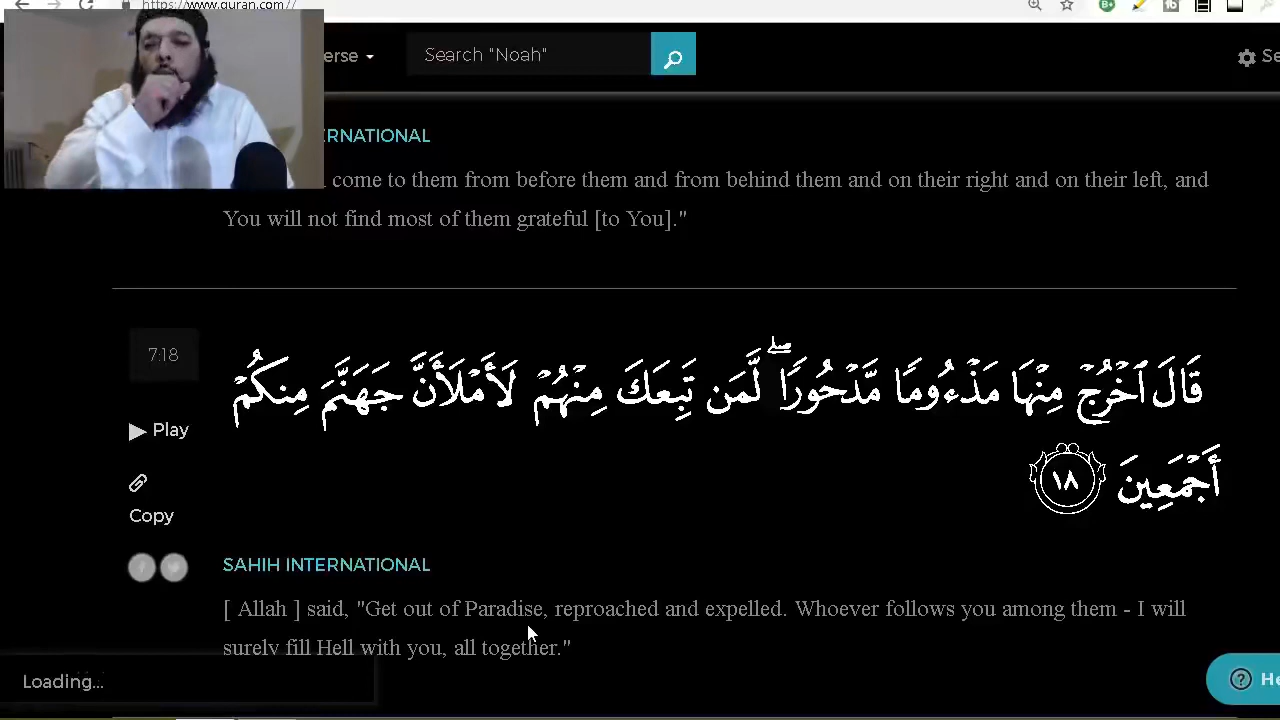 https://www.quran.com//
erse
Search "Noah"
Se
ERNATIONAL
come to them from before them and from behind them and on their right and on their left, and
You will not find most of them grateful [to You]."
7:18
قَالَ ٱخْرُجْ مِنْهَا مَذْءُومًا مَّدْحُورًا ۖ لَّمَن تَبِعَكَ مِنْهُمْ لَأَمْلَأَنَّ جَهَنَّمَ مِنكُمْ
أَجْمَعِينَ ١٨
Play
Copy
SAHIH INTERNATIONAL
[ Allah ] said, "Get out of Paradise, reproached and expelled. Whoever follows you among them - I will
surely fill Hell with you, all together."
Loading...
He